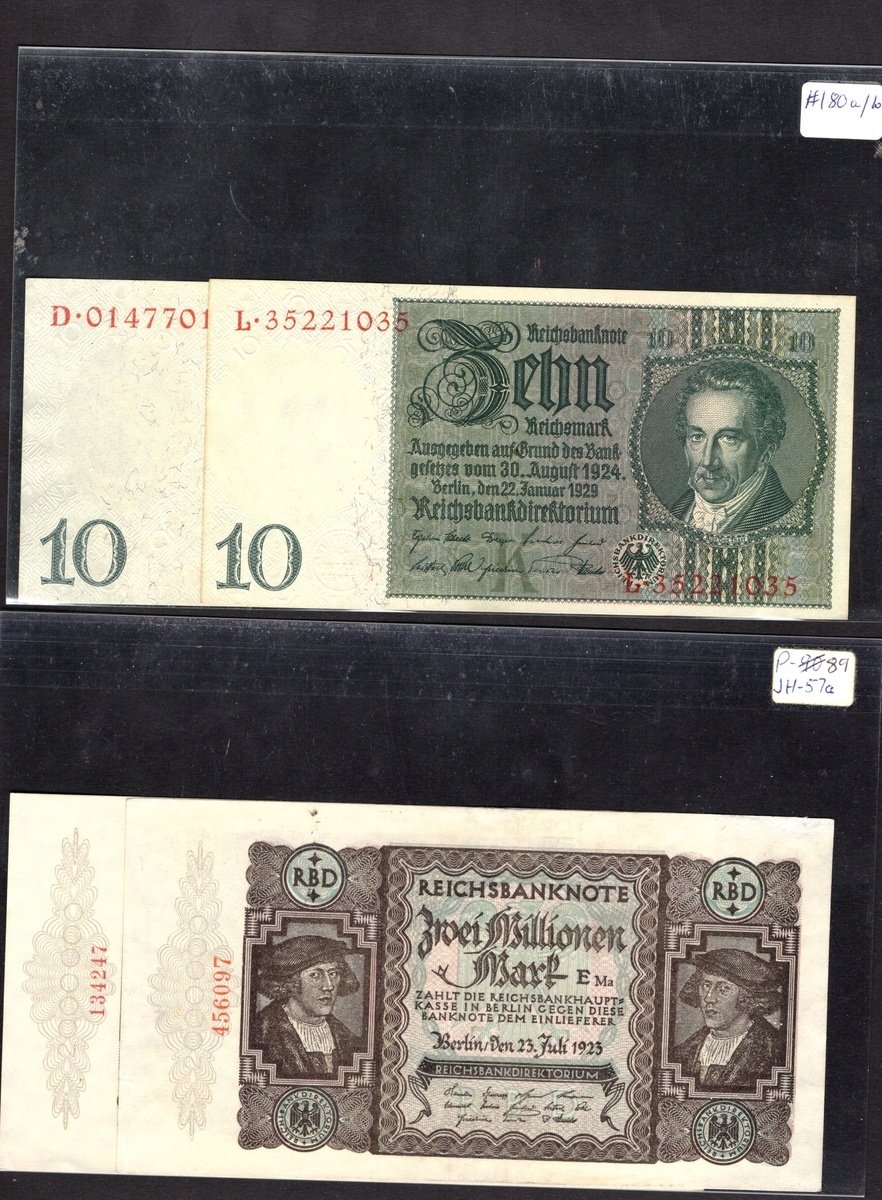 #180a/b
D·0147701
L·35221035
Reichsbanknote
10 10
Zehn
Reichsmark
Ausgegeben auf Grund des Bank-
gesetzes vom 30. August 1924.
Berlin, den 22. Januar 1929
Reichsbankdirektorium
10
10
K
L·35221035
P-89
JH-57a
134247
456097
RBD
RBD
REICHSBANKNOTE
Zwei Millionen
Mark E Ma
ZAHLT DIE REICHSBANKHAUPT=
KASSE IN BERLIN GEGEN DIESE
BANKNOTE DEM EINLIEFERER
Berlin, den 23. Juli 1923
REICHSBANKDIREKTORIUM